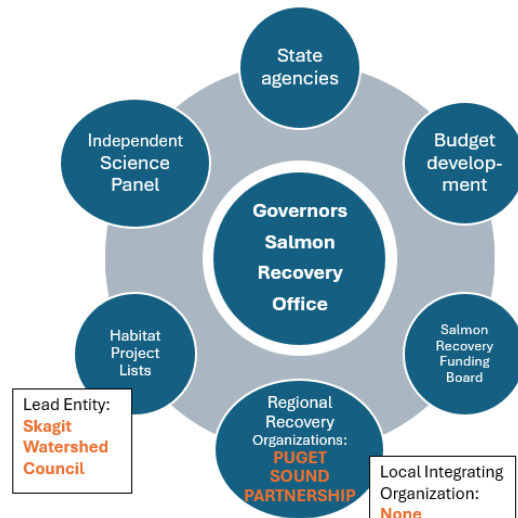 State
agencies
Independent
Science
Panel
Budget
develop-
ment
Governors
Salmon
Recovery
Office
Habitat
Project
Lists
Salmon
Recovery
Funding
Board
Lead Entity:
Skagit
Watershed
Council
Regional
Recovery
Organizations:
PUGET
SOUND
PARTNERSHIP
Local Integrating
Organization:
None